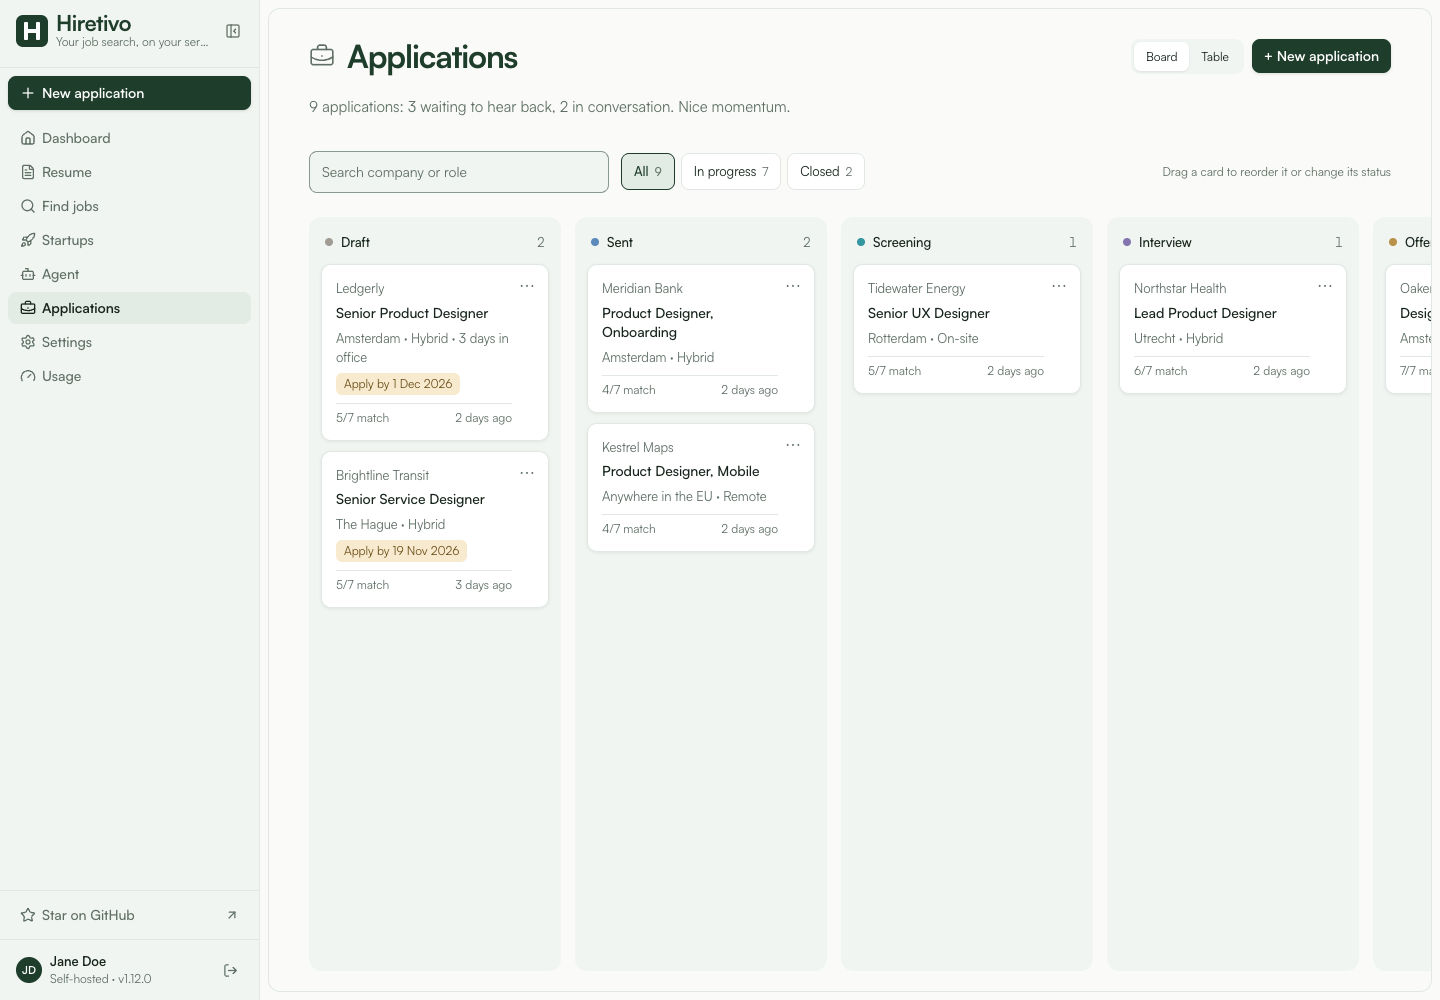 Hiretivo
Your job search, on your ser...
New application
Dashboard
Resume
Find jobs
Startups
Agent
Applications
Settings
Usage
Star on GitHub
JD
Jane Doe
Self-hosted · v1.12.0
Applications
Board
Table
+ New application
9 applications: 3 waiting to hear back, 2 in conversation. Nice momentum.
Search company or role
All 9
In progress 7
Closed 2
Drag a card to reorder it or change its status
Draft 2
Ledgerly
Senior Product Designer
Amsterdam · Hybrid · 3 days in
office
Apply by 1 Dec 2026
5/7 match 2 days ago
Brightline Transit
Senior Service Designer
The Hague · Hybrid
Apply by 19 Nov 2026
5/7 match 3 days ago
Sent 2
Meridian Bank
Product Designer,
Onboarding
Amsterdam · Hybrid
4/7 match 2 days ago
Kestrel Maps
Product Designer, Mobile
Anywhere in the EU · Remote
4/7 match 2 days ago
Screening 1
Tidewater Energy
Senior UX Designer
Rotterdam · On-site
5/7 match 2 days ago
Interview 1
Northstar Health
Lead Product Designer
Utrecht · Hybrid
6/7 match 2 days ago
7/7